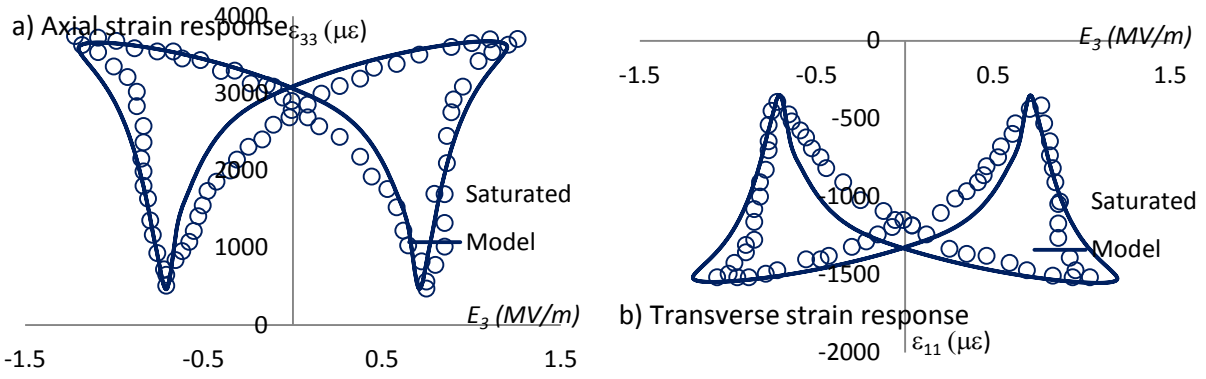 a) Axial strain response
ε33 (με)
4000
3000
2000
1000
0
-1.5
-0.5
0.5
1.5
E3 (MV/m)
Saturated
Model
0
-500
-1000
-1500
-2000
-1.5
-0.5
0.5
1.5
E3 (MV/m)
Saturated
Model
b) Transverse strain response
ε11 (με)